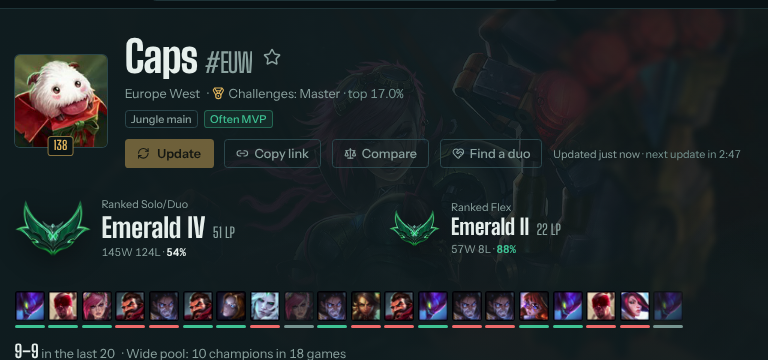 Caps #EUW
Europe West · Challenges: Master · top 17.0%
Jungle main Often MVP
138
Update Copy link Compare Find a duo Updated just now · next update in 2:47
Ranked Solo/Duo
Emerald IV 51 LP
145W 124L · 54%
Ranked Flex
Emerald II 22 LP
57W 8L · 88%
9–9 in the last 20 · Wide pool: 10 champions in 18 games